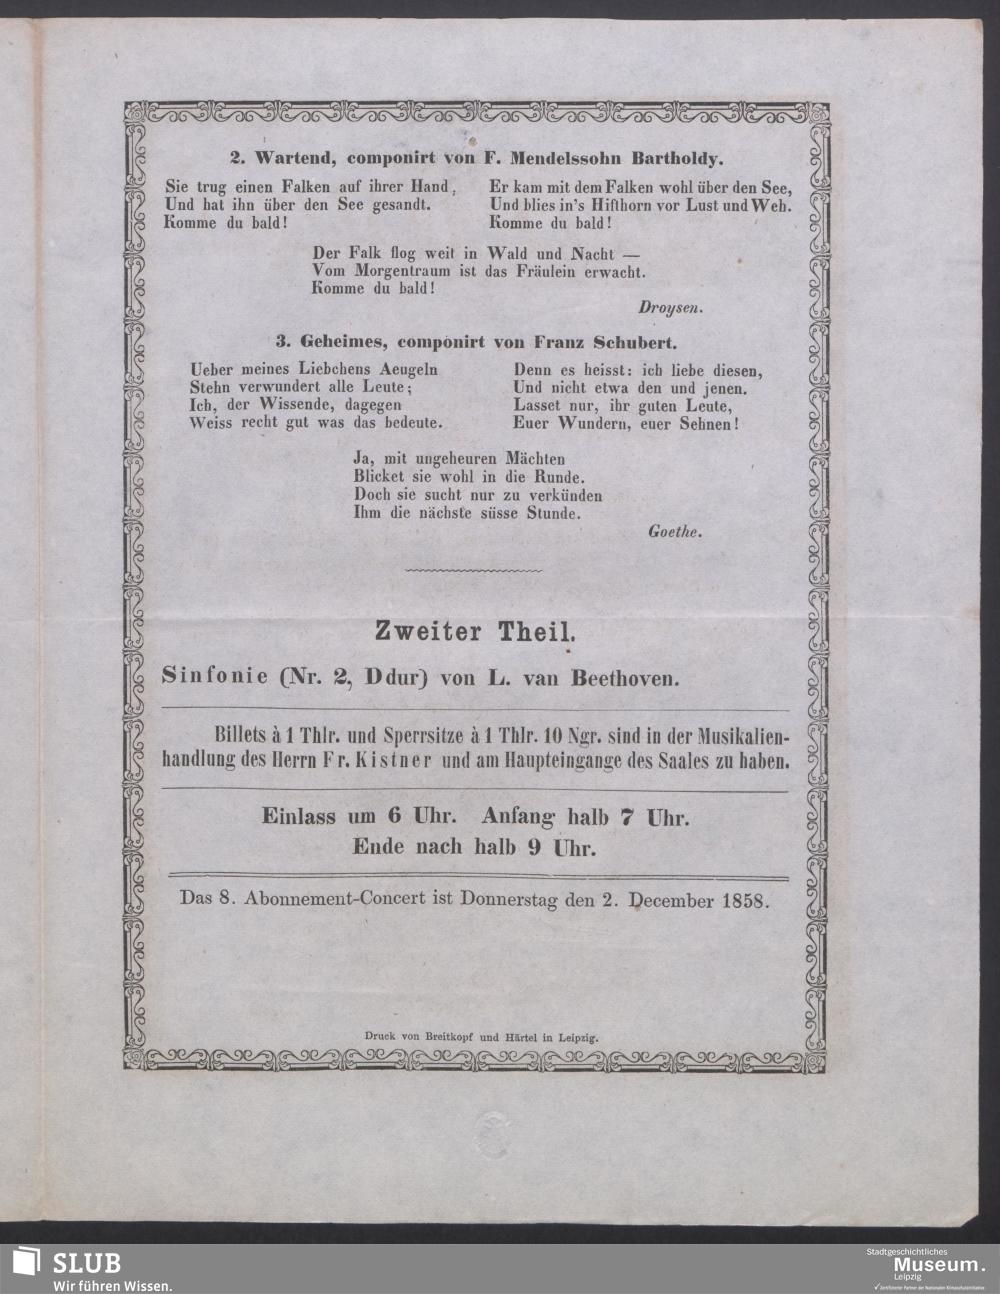 2. Wartend, componirt von F. Mendelssohn Bartholdy.
Sie trug einen Falken auf ihrer Hand,
Und hat ihn über den See gesandt.
Komme du bald!
Er kam mit dem Falken wohl über den See,
Und blies in's Hifthorn vor Lust und Weh.
Komme du bald!
Der Falk flog weit in Wald und Nacht —
Vom Morgentraum ist das Fräulein erwacht.
Komme du bald!
Droysen.
3. Geheimes, componirt von Franz Schubert.
Ueber meines Liebchens Aeugeln
Stehn verwundert alle Leute;
Ich, der Wissende, dagegen
Weiss recht gut was das bedeute.
Denn es heisst: ich liebe diesen,
Und nicht etwa den und jenen.
Lasset nur, ihr guten Leute,
Euer Wundern, euer Sehnen!
Ja, mit ungeheuren Mächten
Blicket sie wohl in die Runde.
Doch sie sucht nur zu verkünden
Ihm die nächste süsse Stunde.
Goethe.
Zweiter Theil.
Sinfonie (Nr. 2, Ddur) von L. van Beethoven.
Billets à 1 Thlr. und Sperrsitze à 1 Thlr. 10 Ngr. sind in der Musikalien-
handlung des Herrn Fr. Kistner und am Haupteingange des Saales zu haben.
Einlass um 6 Uhr. Anfang halb 7 Uhr.
Ende nach halb 9 Uhr.
Das 8. Abonnement-Concert ist Donnerstag den 2. December 1858.
Druck von Breitkopf und Härtel in Leipzig.
SLUB
Wir führen Wissen.
Stadtgeschichtliches
Museum.
Leipzig
Zertifizierter Partner der Nationalen Klimaschutzinitiative